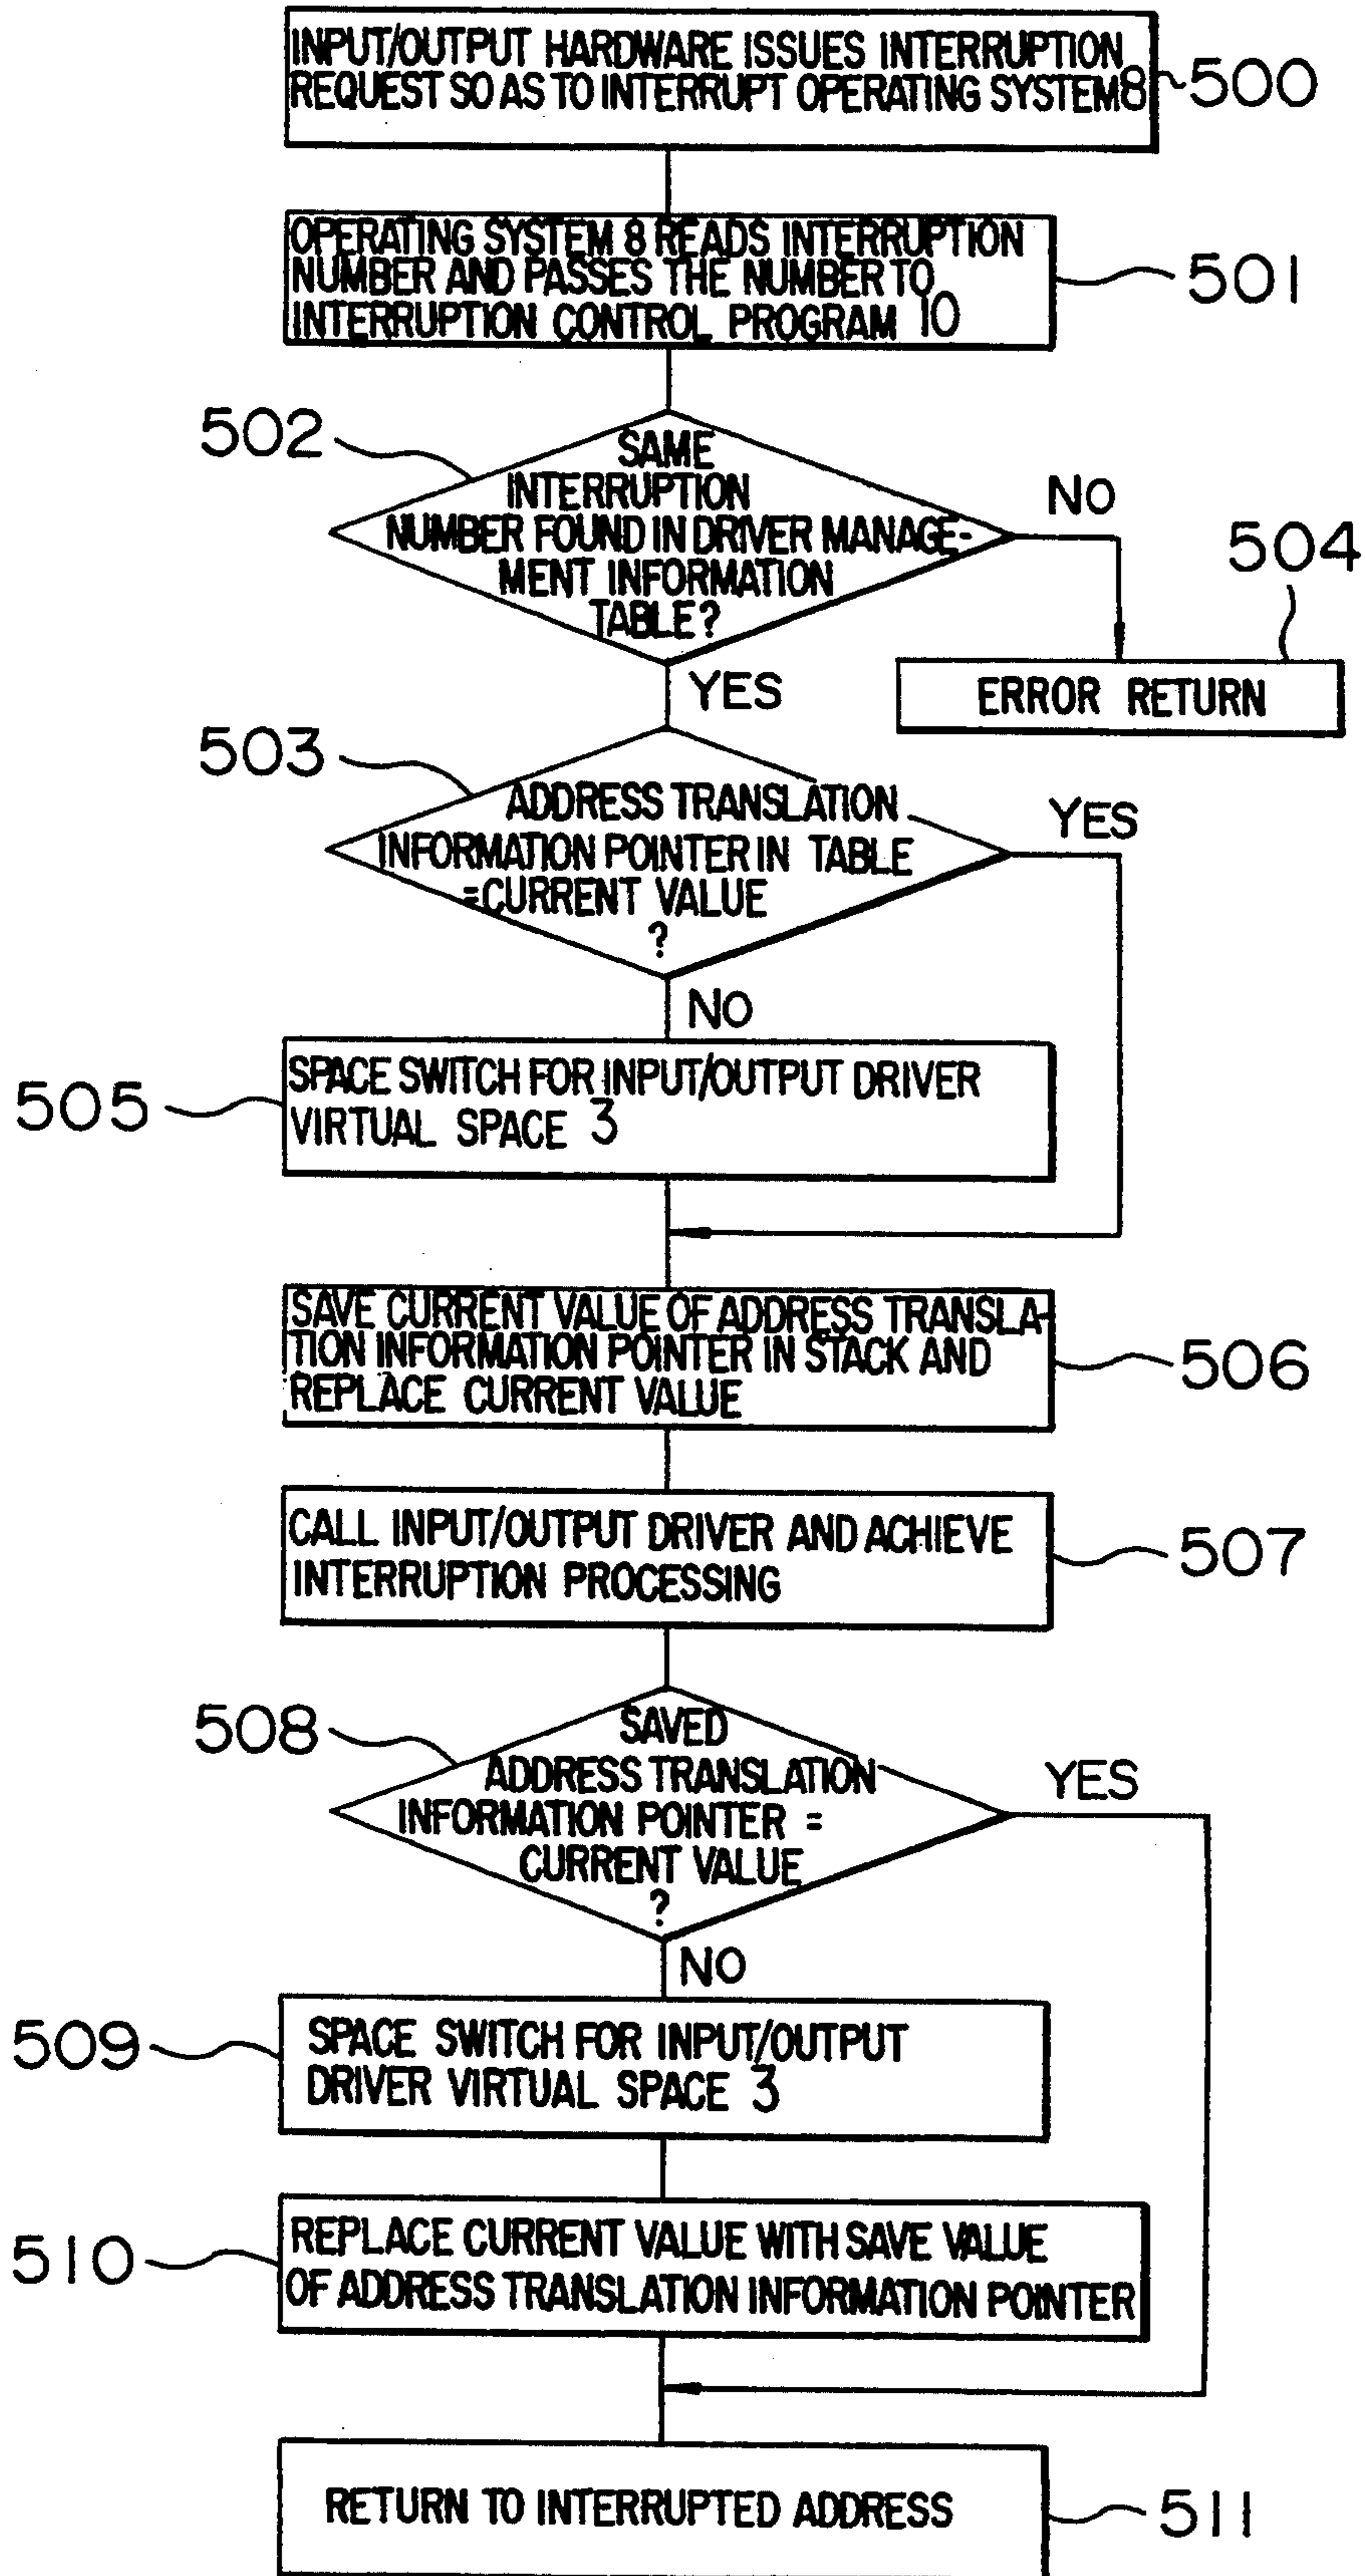 INPUT/OUTPUT HARDWARE ISSUES INTERRUPTION
REQUEST SO AS TO INTERRUPT OPERATING SYSTEM 8
500
OPERATING SYSTEM 8 READS INTERRUPTION
NUMBER AND PASSES THE NUMBER TO
INTERRUPTION CONTROL PROGRAM 10
501
502
SAME
INTERRUPTION
NUMBER FOUND IN DRIVER MANAGE-
MENT INFORMATION
TABLE?
NO
504
YES
ERROR RETURN
503
ADDRESS TRANSLATION
INFORMATION POINTER IN TABLE
=CURRENT VALUE
?
YES
NO
505
SPACE SWITCH FOR INPUT/OUTPUT DRIVER
VIRTUAL SPACE 3
SAVE CURRENT VALUE OF ADDRESS TRANSLA-
TION INFORMATION POINTER IN STACK AND
REPLACE CURRENT VALUE
506
CALL INPUT/OUTPUT DRIVER AND ACHIEVE
INTERRUPTION PROCESSING
507
508
SAVED
ADDRESS TRANSLATION
INFORMATION POINTER =
CURRENT VALUE
?
YES
NO
509
SPACE SWITCH FOR INPUT/OUTPUT
DRIVER VIRTUAL SPACE 3
510
REPLACE CURRENT VALUE WITH SAVE VALUE
OF ADDRESS TRANSLATION INFORMATION POINTER
RETURN TO INTERRUPTED ADDRESS
511